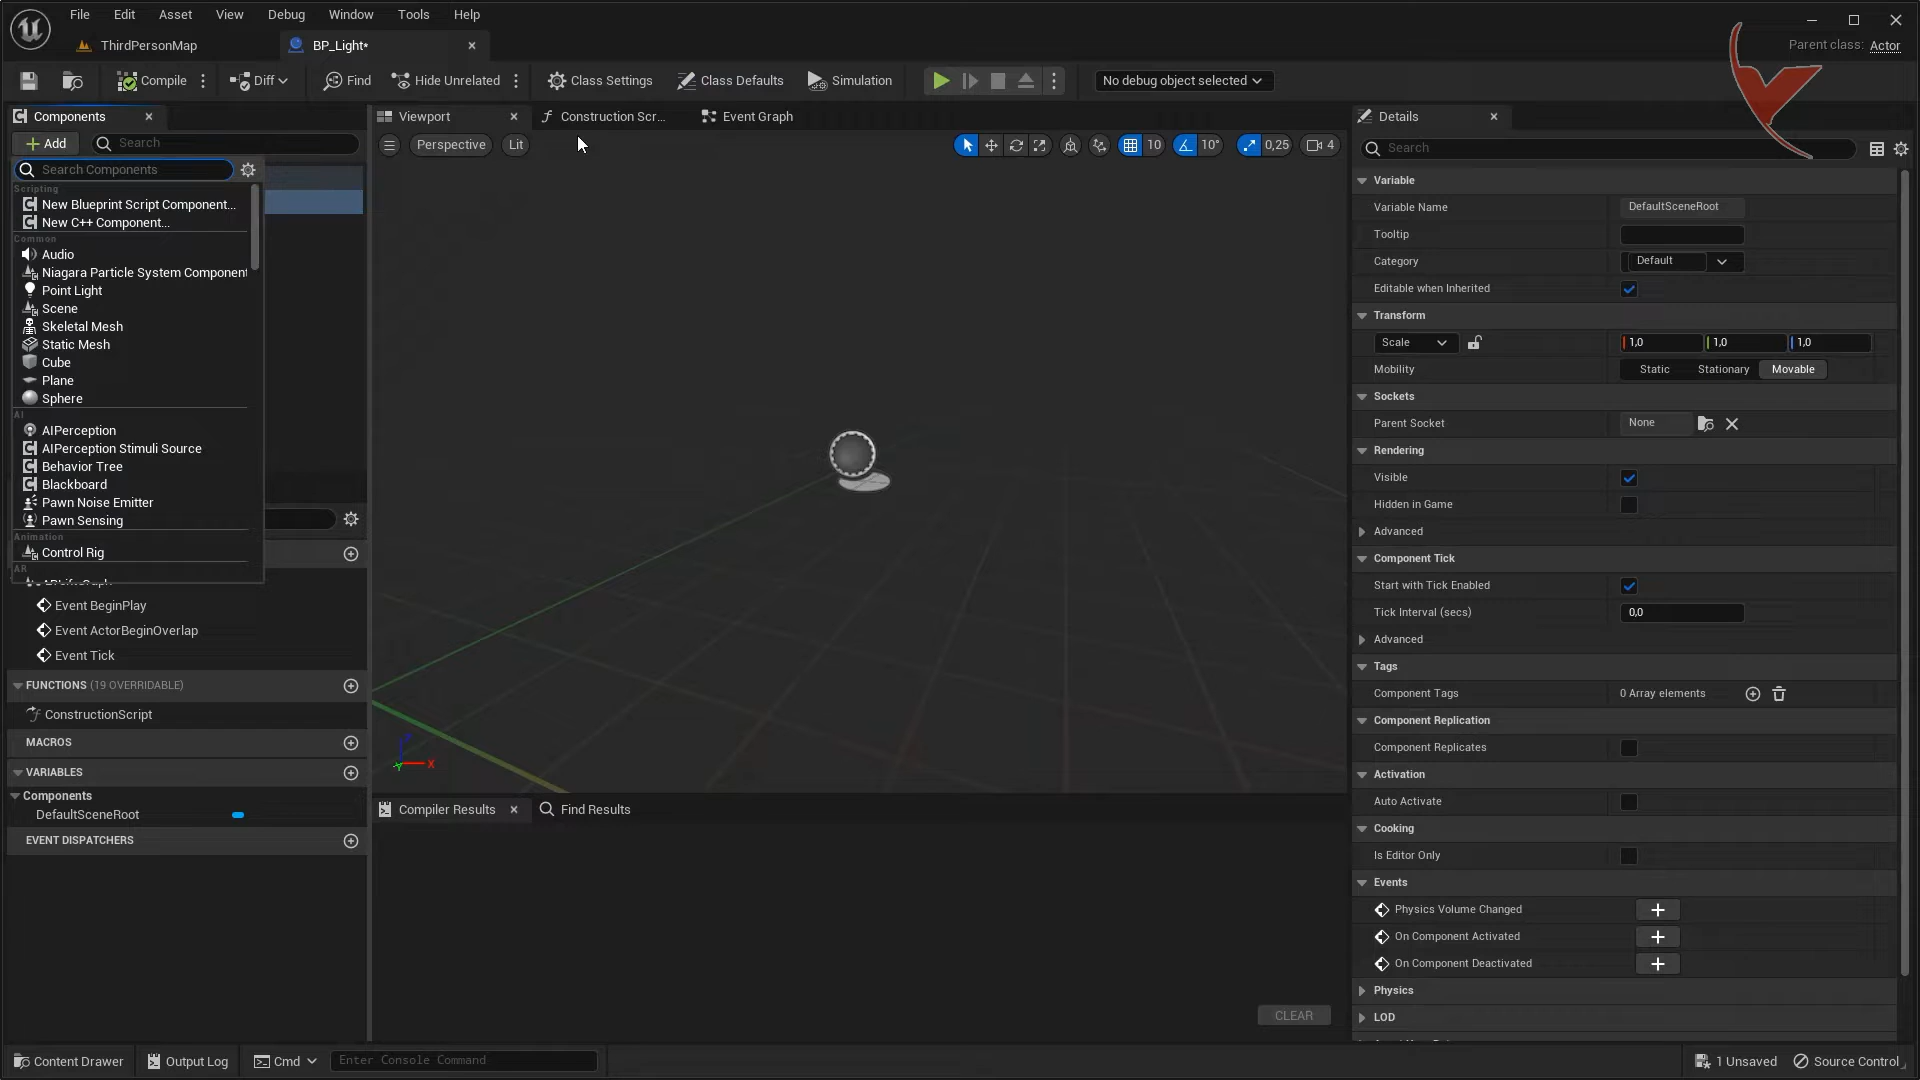 File Edit Asset View Debug Window Tools Help
ThirdPersonMap
BP_Light*
Parent class: Actor
Compile
Diff
Find
Hide Unrelated
Class Settings
Class Defaults
Simulation
No debug object selected
Components
Add
Search
Search Components
Scripting
New Blueprint Script Component...
New C++ Component...
Common
Audio
Niagara Particle System Component
Point Light
Scene
Skeletal Mesh
Static Mesh
Cube
Plane
Sphere
AI
AIPerception
AIPerception Stimuli Source
Behavior Tree
Blackboard
Pawn Noise Emitter
Pawn Sensing
Animation
Control Rig
AR
Event BeginPlay
Event ActorBeginOverlap
Event Tick
FUNCTIONS (19 OVERRIDABLE)
ConstructionScript
MACROS
VARIABLES
Components
DefaultSceneRoot
EVENT DISPATCHERS
Viewport
Construction Scr...
Event Graph
Perspective
Lit
10
10°
0,25
4
X
Y
Compiler Results
Find Results
CLEAR
Details
Search
Variable
Variable Name DefaultSceneRoot
Tooltip
Category Default
Editable when Inherited
Transform
Scale 1,0 1,0 1,0
Mobility Static Stationary Movable
Sockets
Parent Socket None
Rendering
Visible
Hidden in Game
Advanced
Component Tick
Start with Tick Enabled
Tick Interval (secs) 0,0
Advanced
Tags
Component Tags 0 Array elements
Component Replication
Component Replicates
Activation
Auto Activate
Cooking
Is Editor Only
Events
Physics Volume Changed
On Component Activated
On Component Deactivated
Physics
LOD
Content Drawer
Output Log
Cmd
Enter Console Command
1 Unsaved
Source Control